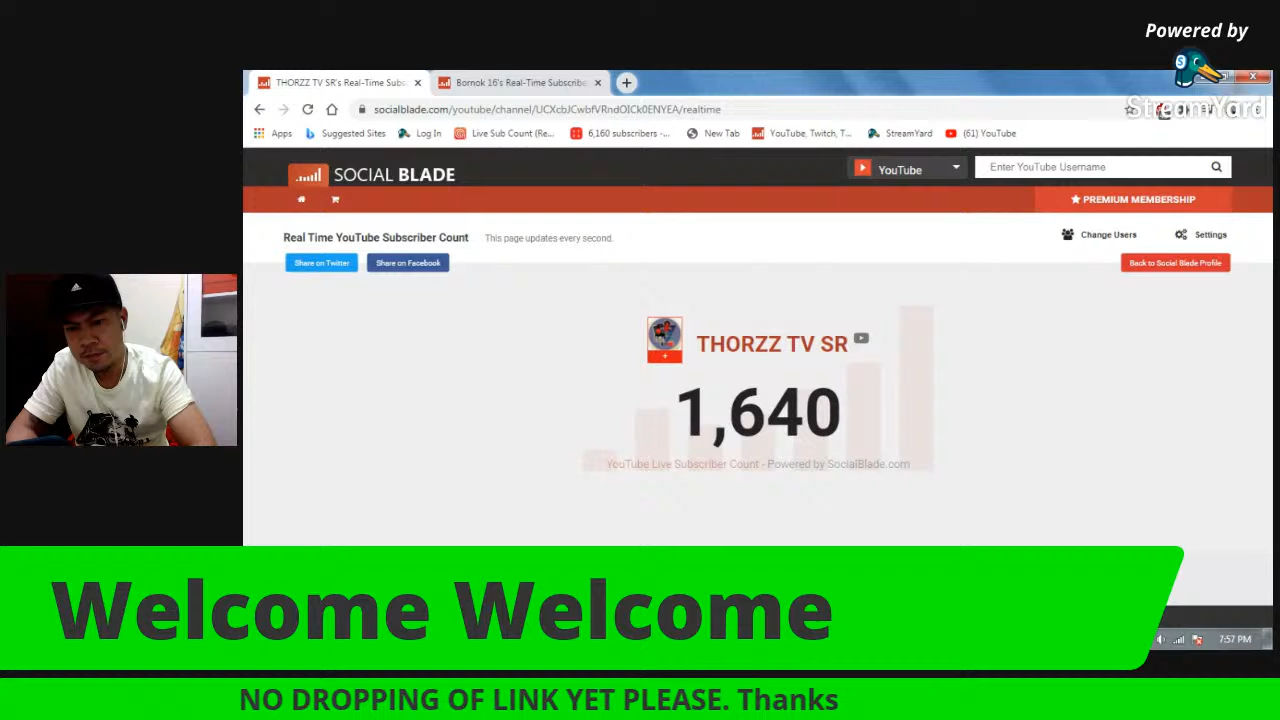 Powered by
StreamYard
THORZZ TV SR's Real-Time Subsc
Bornok 16's Real-Time Subscribe
socialblade.com/youtube/channel/UCXcbJCwbfVRndOICk0ENYEA/realtime
Apps Suggested Sites Log In Live Sub Count (Re... 6,160 subscribers -... New Tab YouTube, Twitch, T... StreamYard (61) YouTube
SOCIAL BLADE
YouTube
Enter YouTube Username
PREMIUM MEMBERSHIP
Real Time YouTube Subscriber Count This page updates every second.
Change Users Settings
Share on Twitter Share on Facebook
Back to Social Blade Profile
THORZZ TV SR
1,640
YouTube Live Subscriber Count - Powered by SocialBlade.com
Welcome Welcome
7:57 PM
NO DROPPING OF LINK YET PLEASE. Thanks